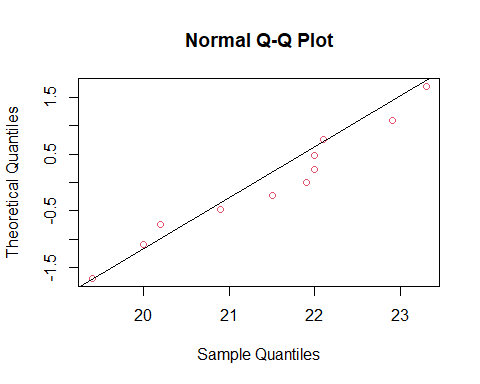 Normal Q-Q Plot
Theoretical Quantiles
1.5
0.5
-0.5
-1.5
20 21 22 23
Sample Quantiles